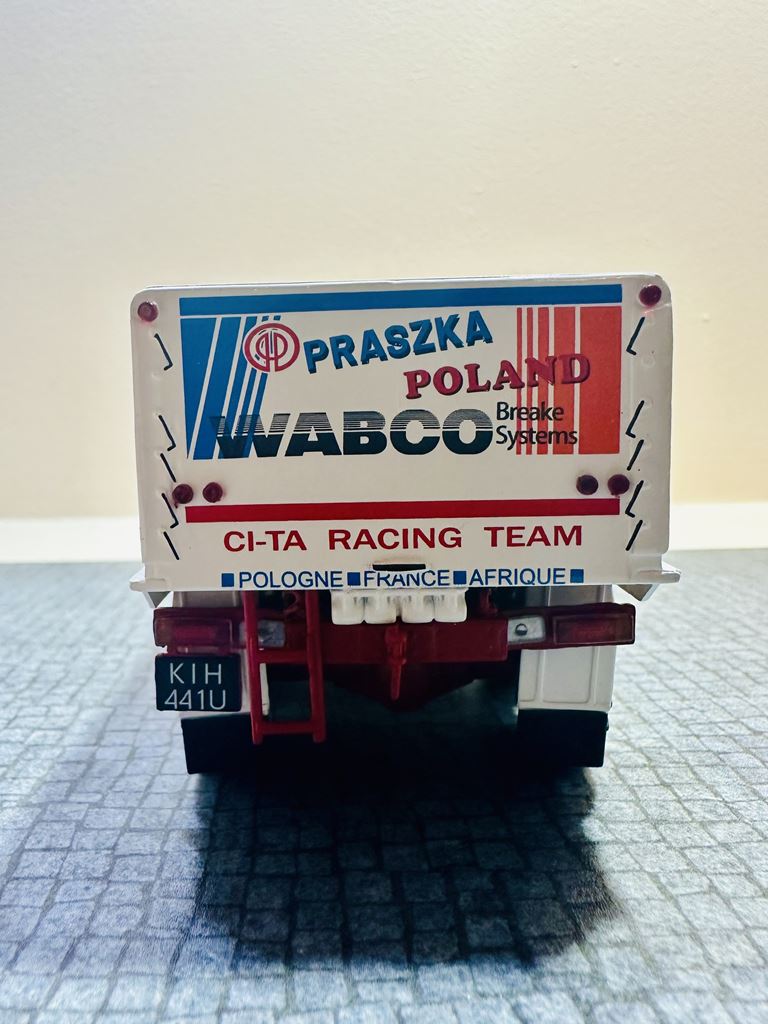 PRASZKA
POLAND
WABCO Breake
Systems
CI-TA RACING TEAM
POLOGNE FRANCE AFRIQUE
KIH
441U